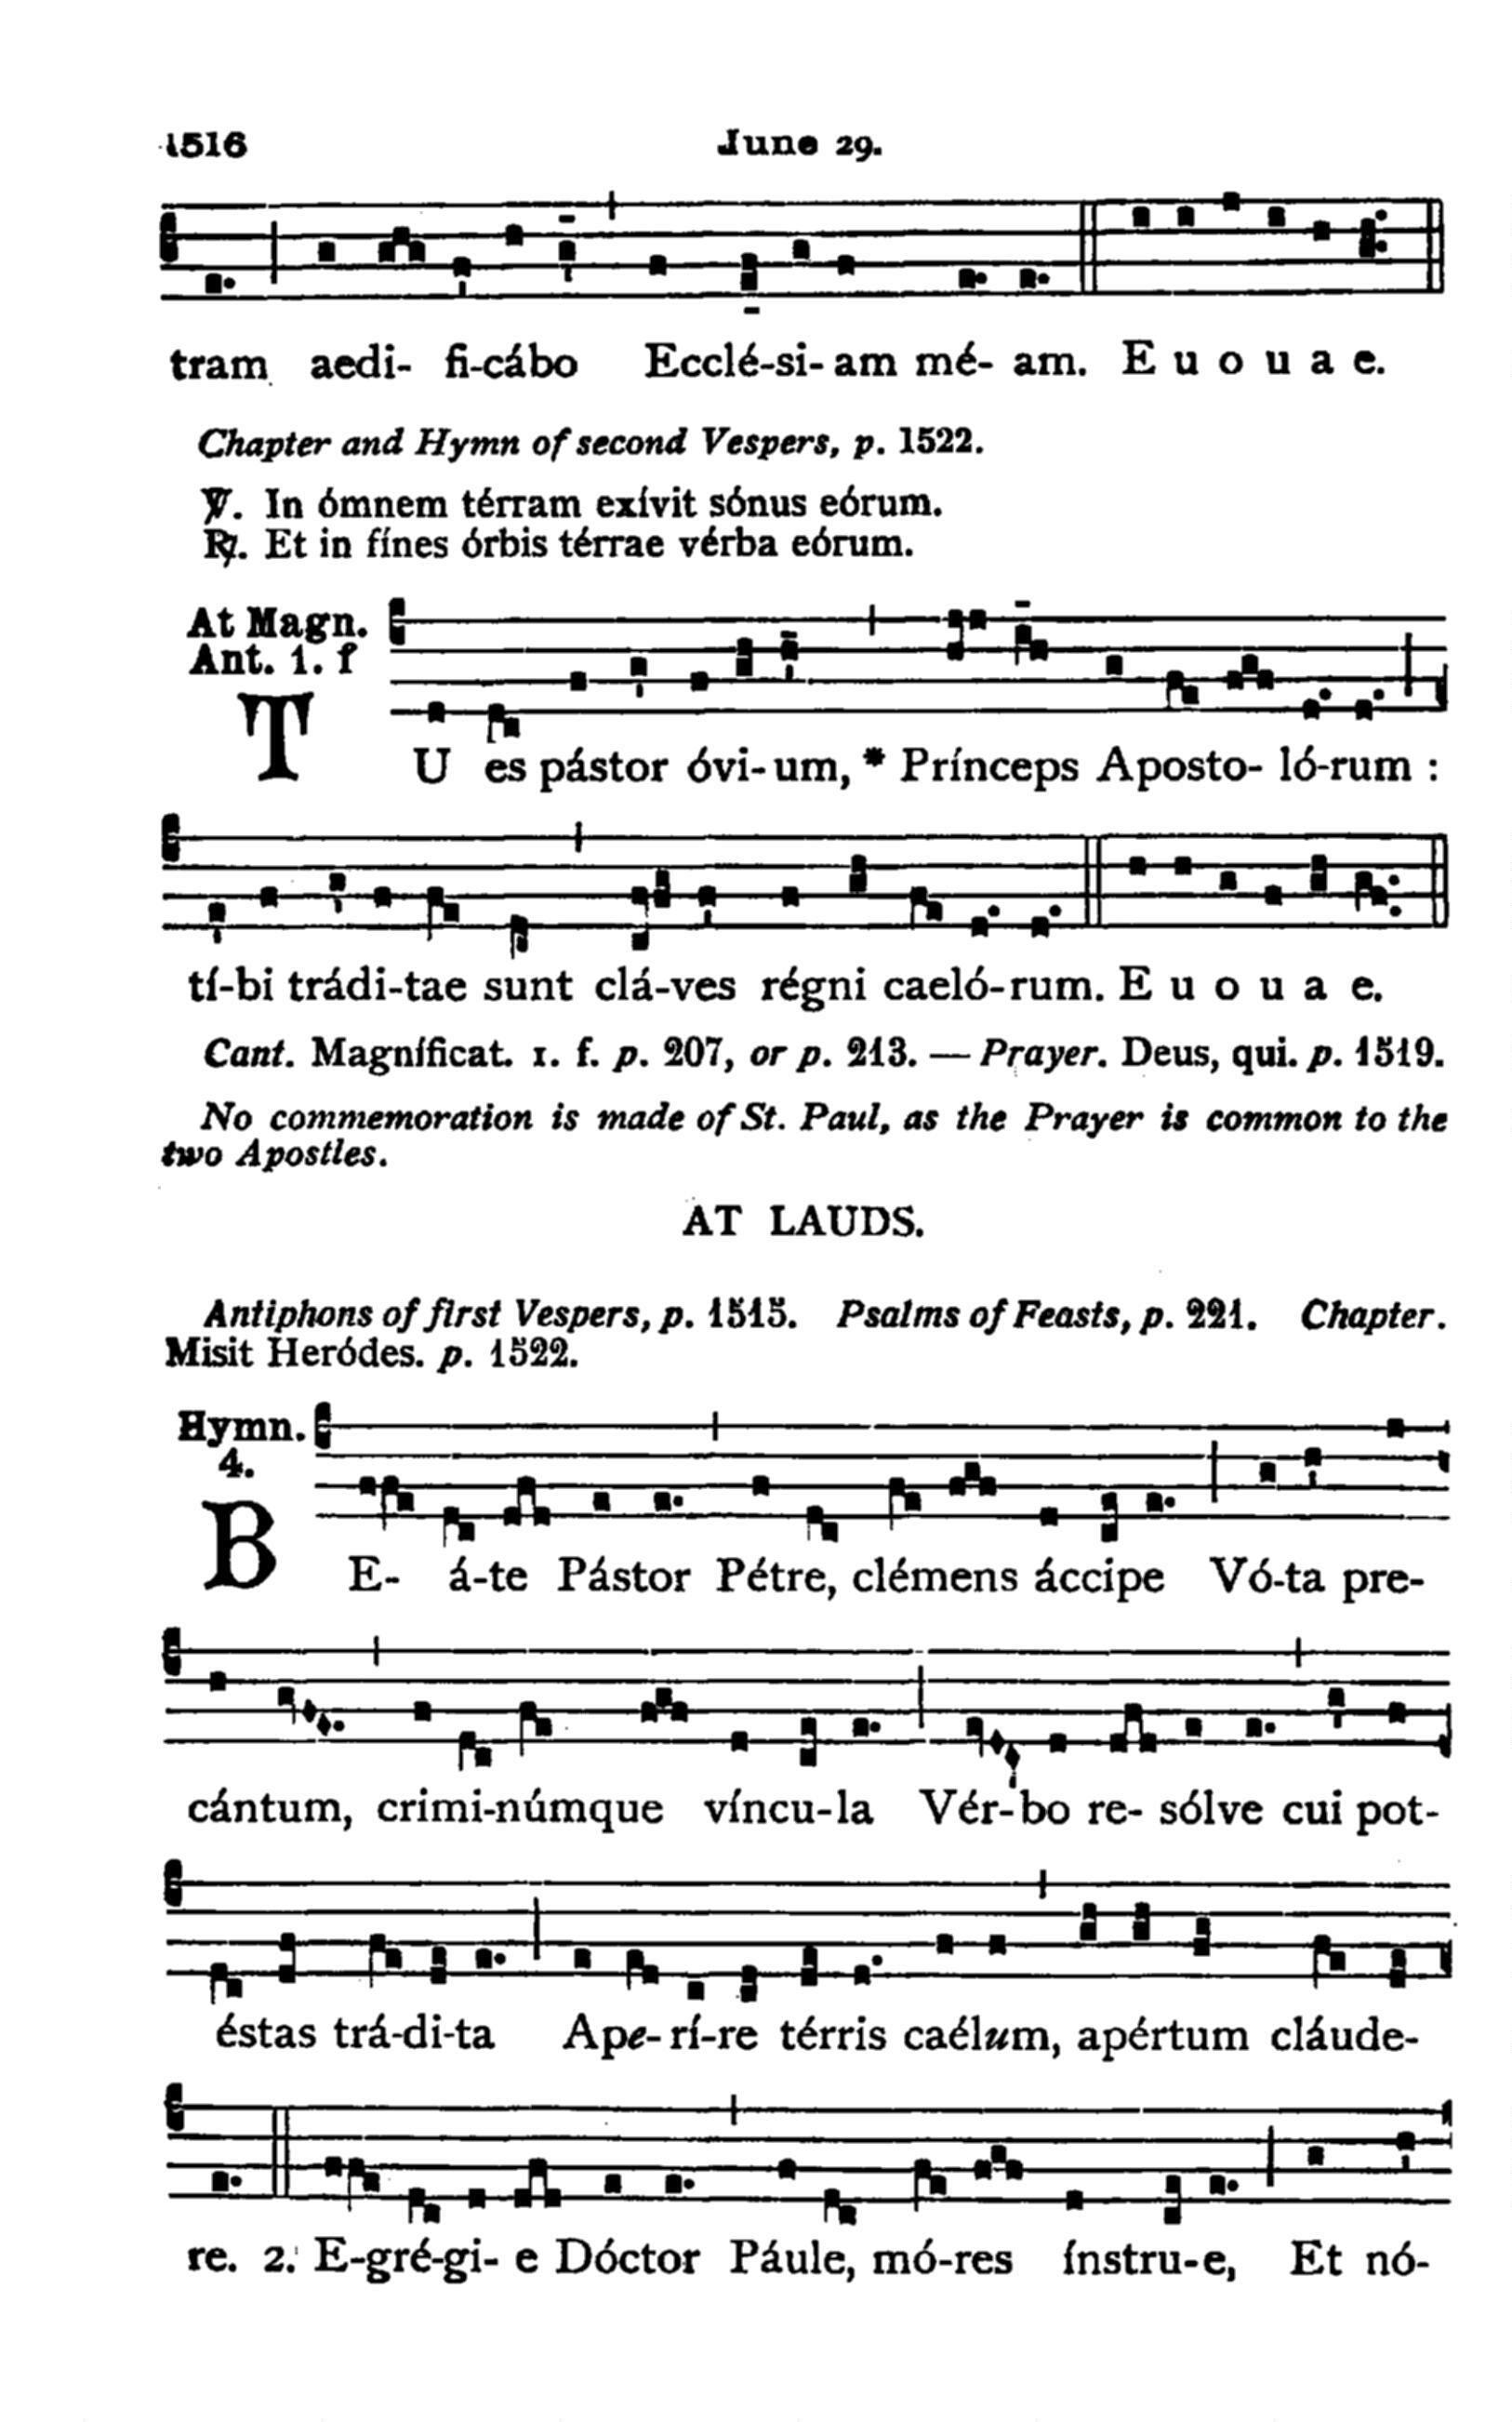 1516 June 29.
tram aedi- fi-cábo Ecclé-si- am mé- am. E u o u a e.
Chapter and Hymn of second Vespers, p. 1522.
℣. In ómnem térram exívit sónus eórum.
℟. Et in fínes órbis térrae vérba eórum.
At Magn.
Ant. 1. f
TU es pástor óvi- um, * Prínceps Aposto- ló-rum :
tí-bi trádi-tae sunt clá-ves régni caeló-rum. E u o u a e.
Cant. Magníficat. 1. f. p. 207, or p. 213. — Prayer. Deus, qui. p. 1519.
No commemoration is made of St. Paul, as the Prayer is common to the
two Apostles.
AT LAUDS.
Antiphons of first Vespers, p. 1515. Psalms of Feasts, p. 221. Chapter.
Misit Heródes. p. 1522.
Hymn.
4.
BE- á-te Pástor Pétre, clémens áccipe Vó-ta pre-
cántum, crimi-númque víncu-la Vér-bo re- sólve cui pot-
éstas trá-di-ta Ape-rí-re térris caélum, apértum cláude-
re. 2. E-gré-gi- e Dóctor Páule, mó-res ínstru-e, Et nó-